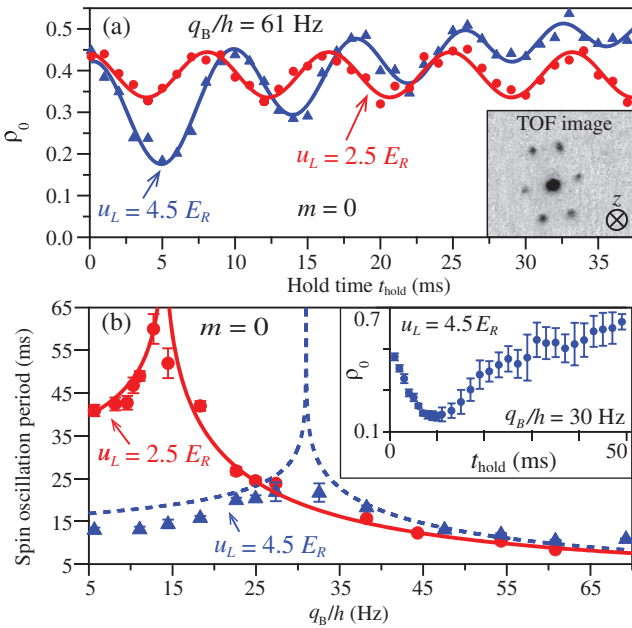 (a)
q_B/h = 61 Hz
0.5
0.4
0.3
0.2
0.1
0.0
ρ_0
u_L = 2.5 E_R
u_L = 4.5 E_R
m = 0
TOF image
z
0
5
10
15
20
25
30
35
Hold time t_hold (ms)
(b)
m = 0
65
55
45
35
25
15
5
Spin oscillation period (ms)
u_L = 2.5 E_R
u_L = 4.5 E_R
0.7
0.1
ρ_0
u_L = 4.5 E_R
q_B/h = 30 Hz
0
50
t_hold (ms)
5
15
25
35
45
55
65
q_B/h (Hz)